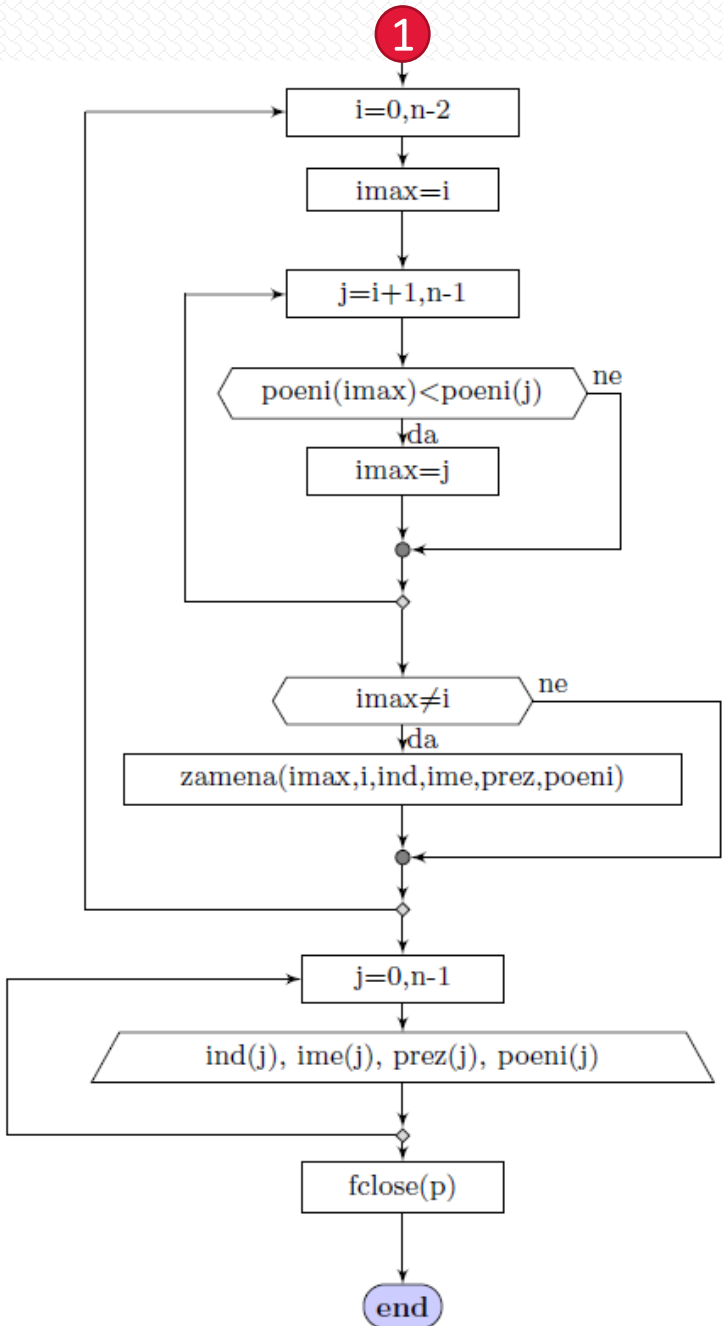 1
i=0,n-2
imax=i
j=i+1,n-1
poeni(imax)<poeni(j)
ne
da
imax=j
imax≠i
ne
da
zamena(imax,i,ind,ime,prez,poeni)
j=0,n-1
ind(j), ime(j), prez(j), poeni(j)
fclose(p)
end